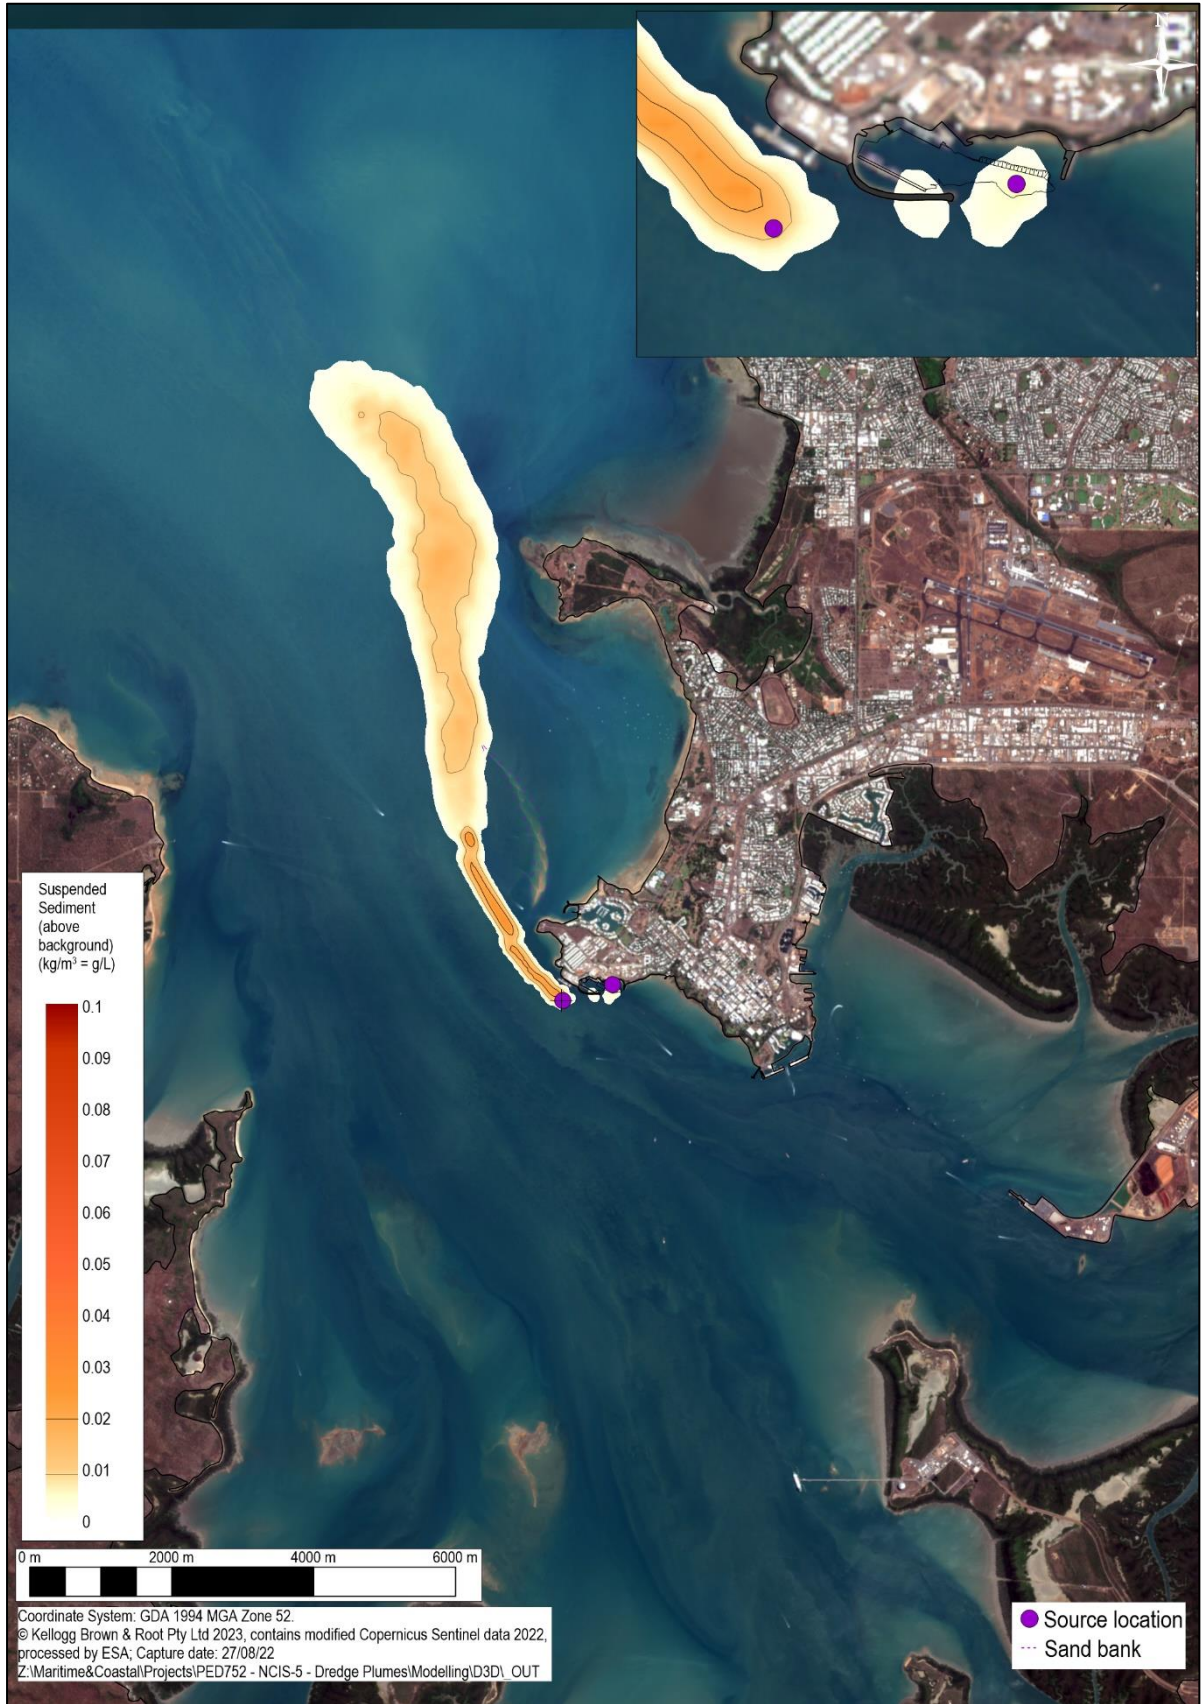 N
Suspended
Sediment
(above
background)
(kg/m³ = g/L)
0.1
0.09
0.08
0.07
0.06
0.05
0.04
0.03
0.02
0.01
0
0 m 2000 m 4000 m 6000 m
Coordinate System: GDA 1994 MGA Zone 52.
© Kellogg Brown & Root Pty Ltd 2023, contains modified Copernicus Sentinel data 2022,
processed by ESA; Capture date: 27/08/22
Z:\Maritime&Coastal\Projects\PED752 - NCIS-5 - Dredge Plumes\Modelling\D3D\_OUT
Source location
Sand bank